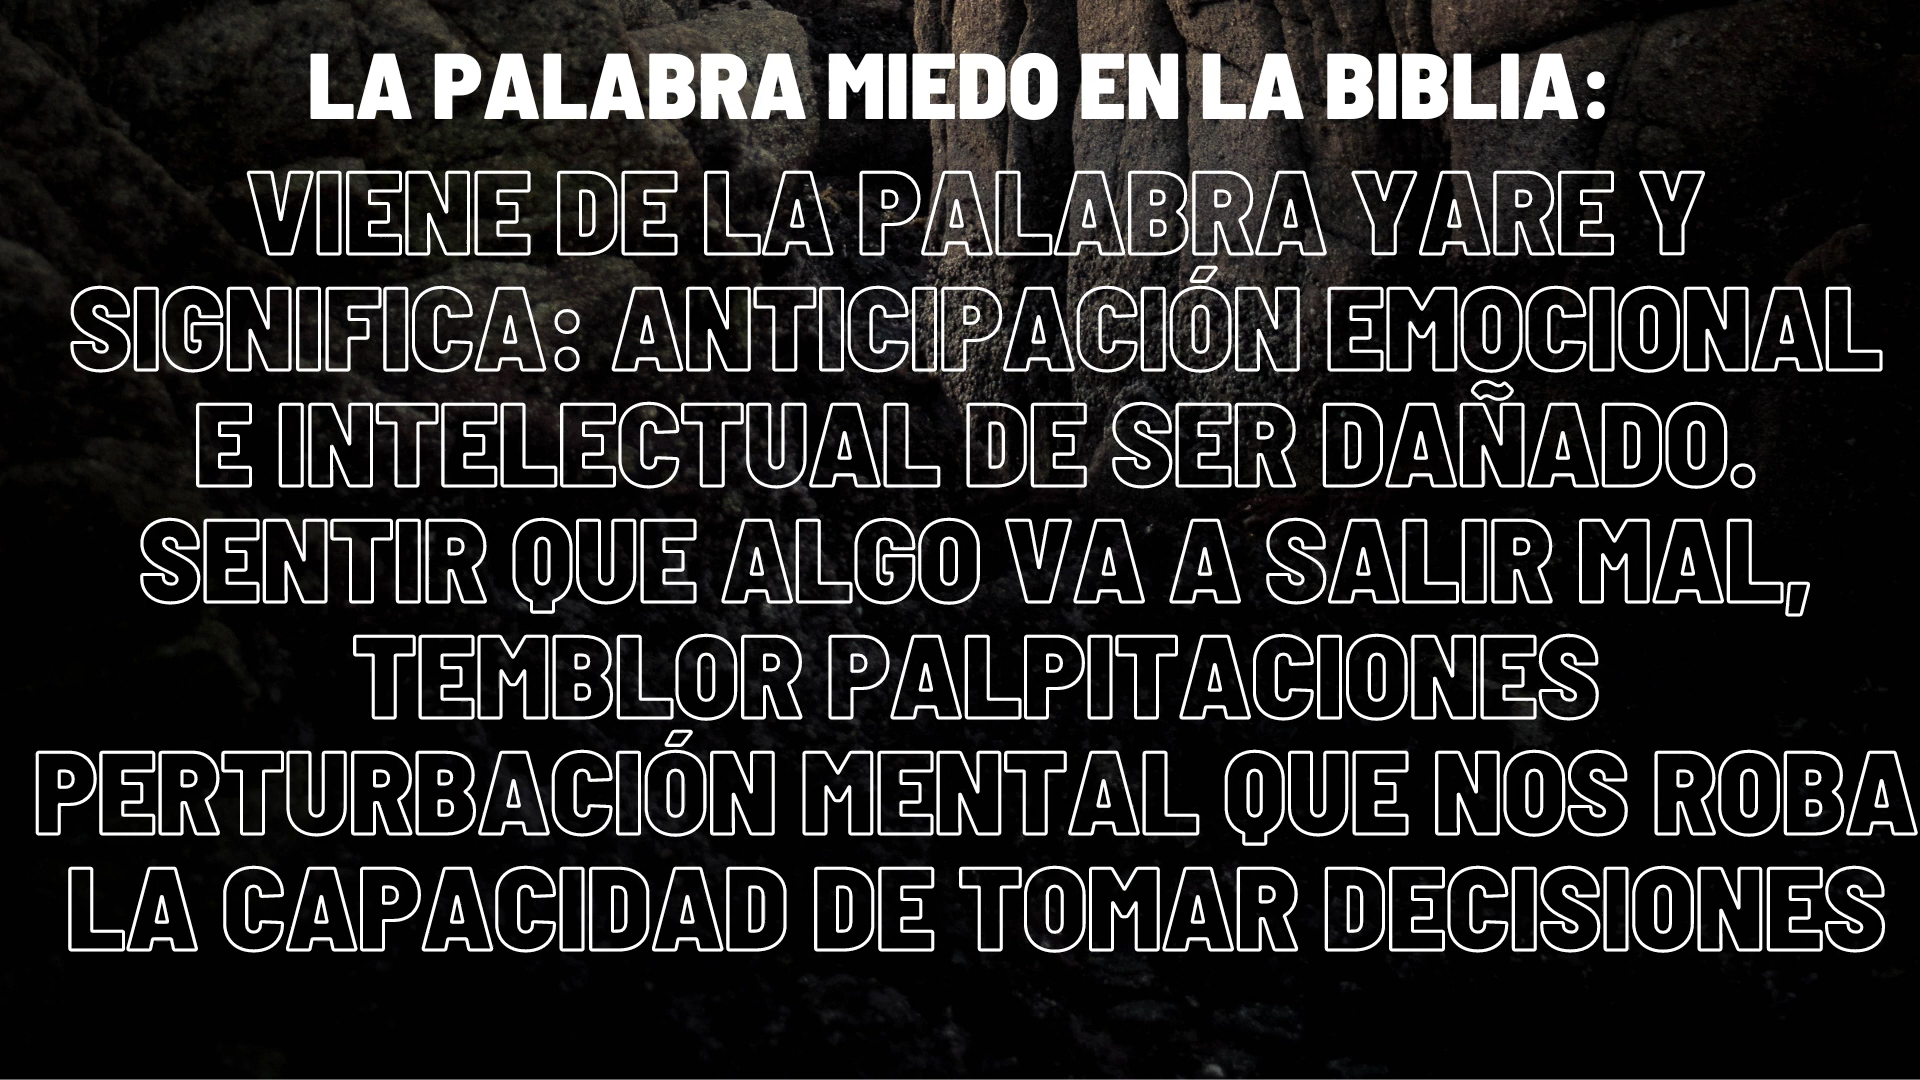 LA PALABRA MIEDO EN LA BIBLIA:
VIENE DE LA PALABRA YARE Y
SIGNIFICA: ANTICIPACIÓN EMOCIONAL
E INTELECTUAL DE SER DAÑADO.
SENTIR QUE ALGO VA A SALIR MAL,
TEMBLOR PALPITACIONES
PERTURBACIÓN MENTAL QUE NOS ROBA
LA CAPACIDAD DE TOMAR DECISIONES